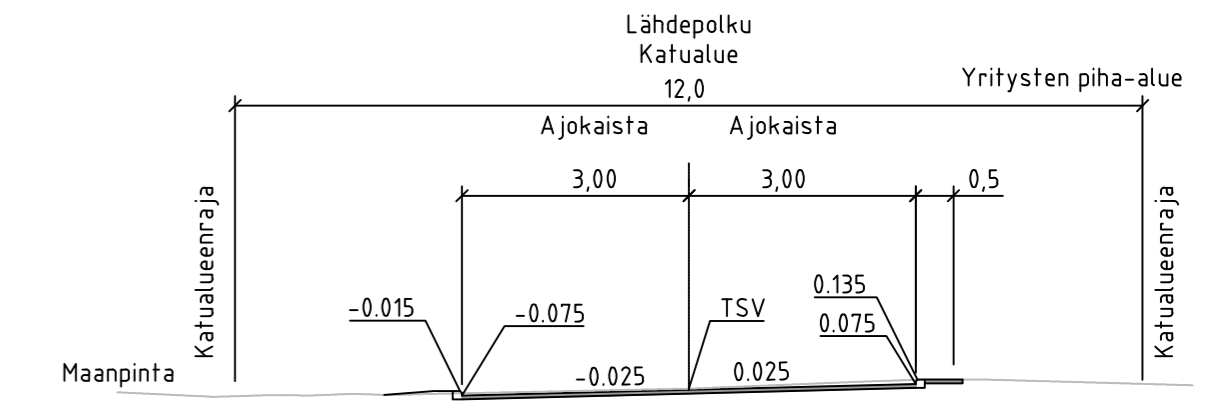 Lähdepolku
Katualue
12,0
Yritysten piha-alue
Ajokaista
Ajokaista
3,00
3,00
0,5
Katualueenraja
Katualueenraja
-0.015
-0.075
TSV
0.135
0.075
Maanpinta
-0.025
0.025